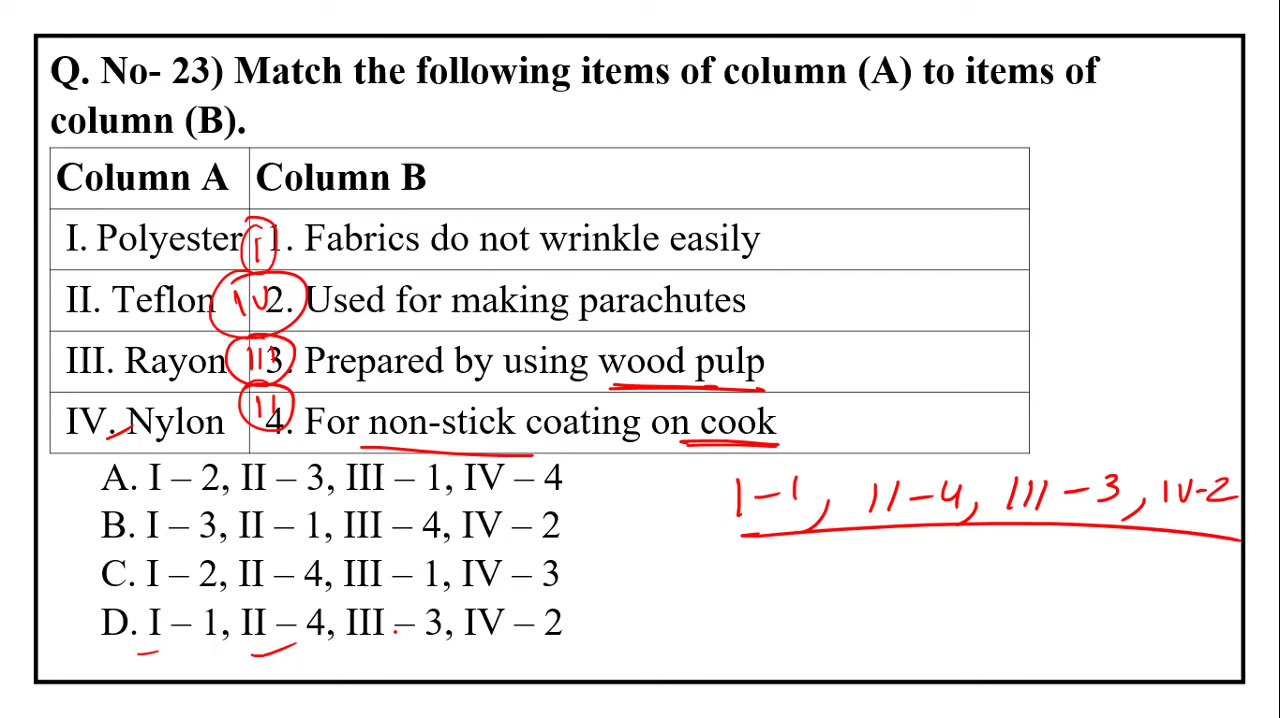 Q. No- 23) Match the following items of column (A) to items of
column (B).
Column A Column B
I. Polyester I 1. Fabrics do not wrinkle easily
II. Teflon IV 2. Used for making parachutes
III. Rayon III 3. Prepared by using wood pulp
IV. Nylon II 4. For non-stick coating on cook
A. I – 2, II – 3, III – 1, IV – 4
B. I – 3, II – 1, III – 4, IV – 2
C. I – 2, II – 4, III – 1, IV – 3
D. I – 1, II – 4, III – 3, IV – 2
I-1, II-4, III-3, IV-2